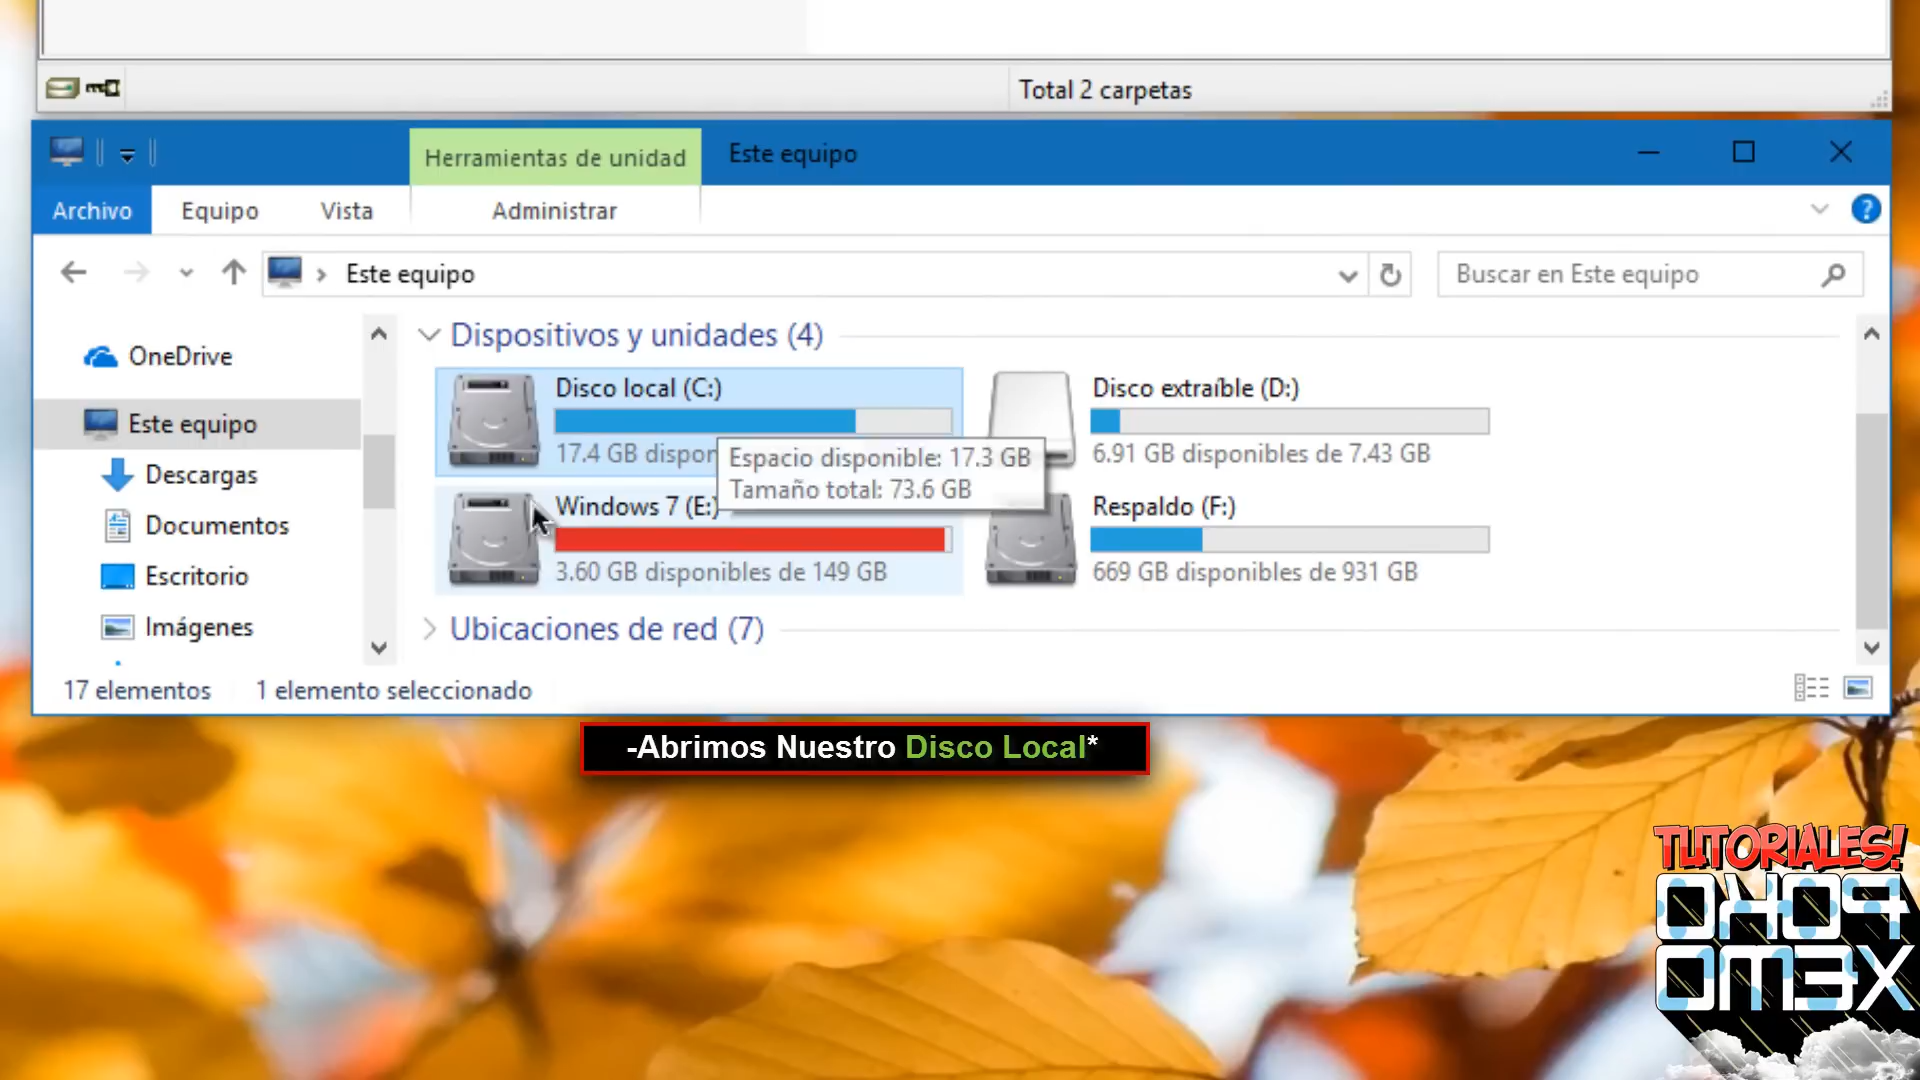 Total 2 carpetas
Herramientas de unidad
Este equipo
Archivo
Equipo
Vista
Administrar
Este equipo
Buscar en Este equipo
OneDrive
Este equipo
Descargas
Documentos
Escritorio
Imágenes
Dispositivos y unidades (4)
Disco local (C:)
17.4 GB dispon
Espacio disponible: 17.3 GB
Tamaño total: 73.6 GB
Disco extraíble (D:)
6.91 GB disponibles de 7.43 GB
Windows 7 (E:)
3.60 GB disponibles de 149 GB
Respaldo (F:)
669 GB disponibles de 931 GB
Ubicaciones de red (7)
17 elementos
1 elemento seleccionado
-Abrimos Nuestro Disco Local*
TUTORIALES!